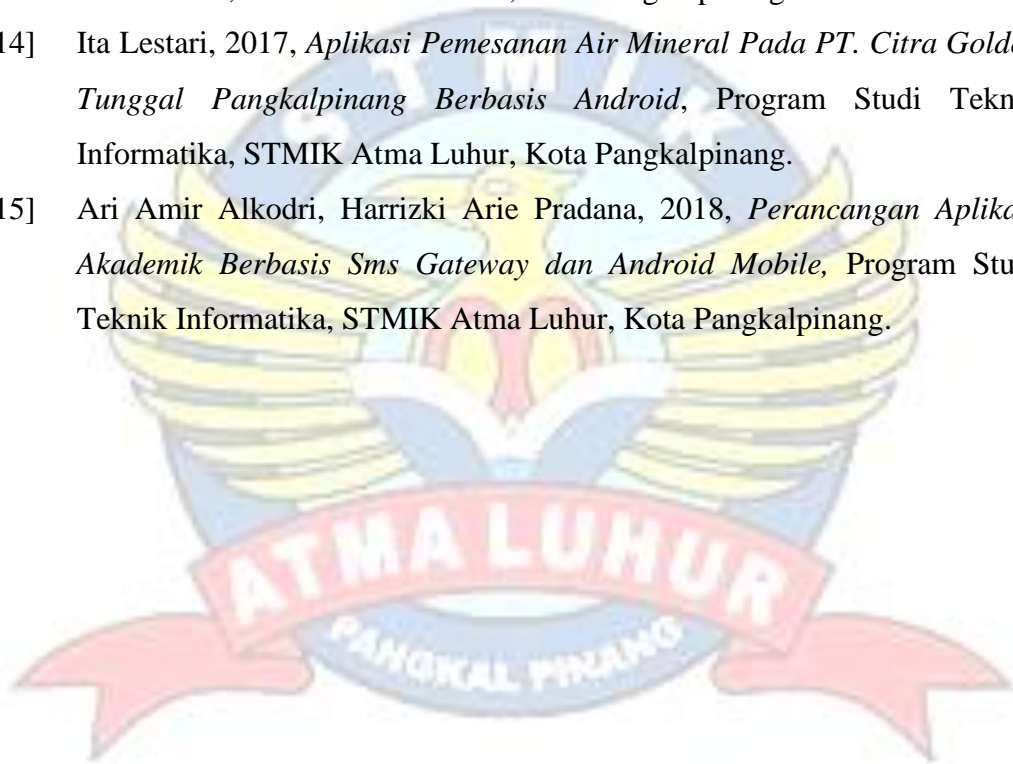 14] Ita Lestari, 2017, Aplikasi Pemesanan Air Mineral Pada PT. Citra Golde
Tunggal Pangkalpinang Berbasis Android, Program Studi Tekn
Informatika, STMIK Atma Luhur, Kota Pangkalpinang.
15] Ari Amir Alkodri, Harrizki Arie Pradana, 2018, Perancangan Aplika
Akademik Berbasis Sms Gateway dan Android Mobile, Program Stu
Teknik Informatika, STMIK Atma Luhur, Kota Pangkalpinang.
STMIK
ATMA LUHUR
PANGKAL PINANG